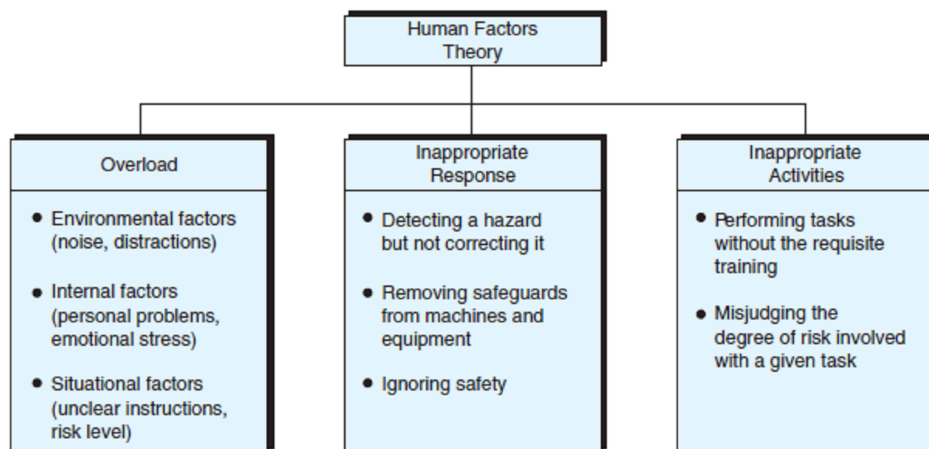 Human Factors
Theory
Overload
● Environmental factors
(noise, distractions)
● Internal factors
(personal problems,
emotional stress)
● Situational factors
(unclear instructions,
risk level)
Inappropriate
Response
● Detecting a hazard
but not correcting it
● Removing safeguards
from machines and
equipment
● Ignoring safety
Inappropriate
Activities
● Performing tasks
without the requisite
training
● Misjudging the
degree of risk involved
with a given task